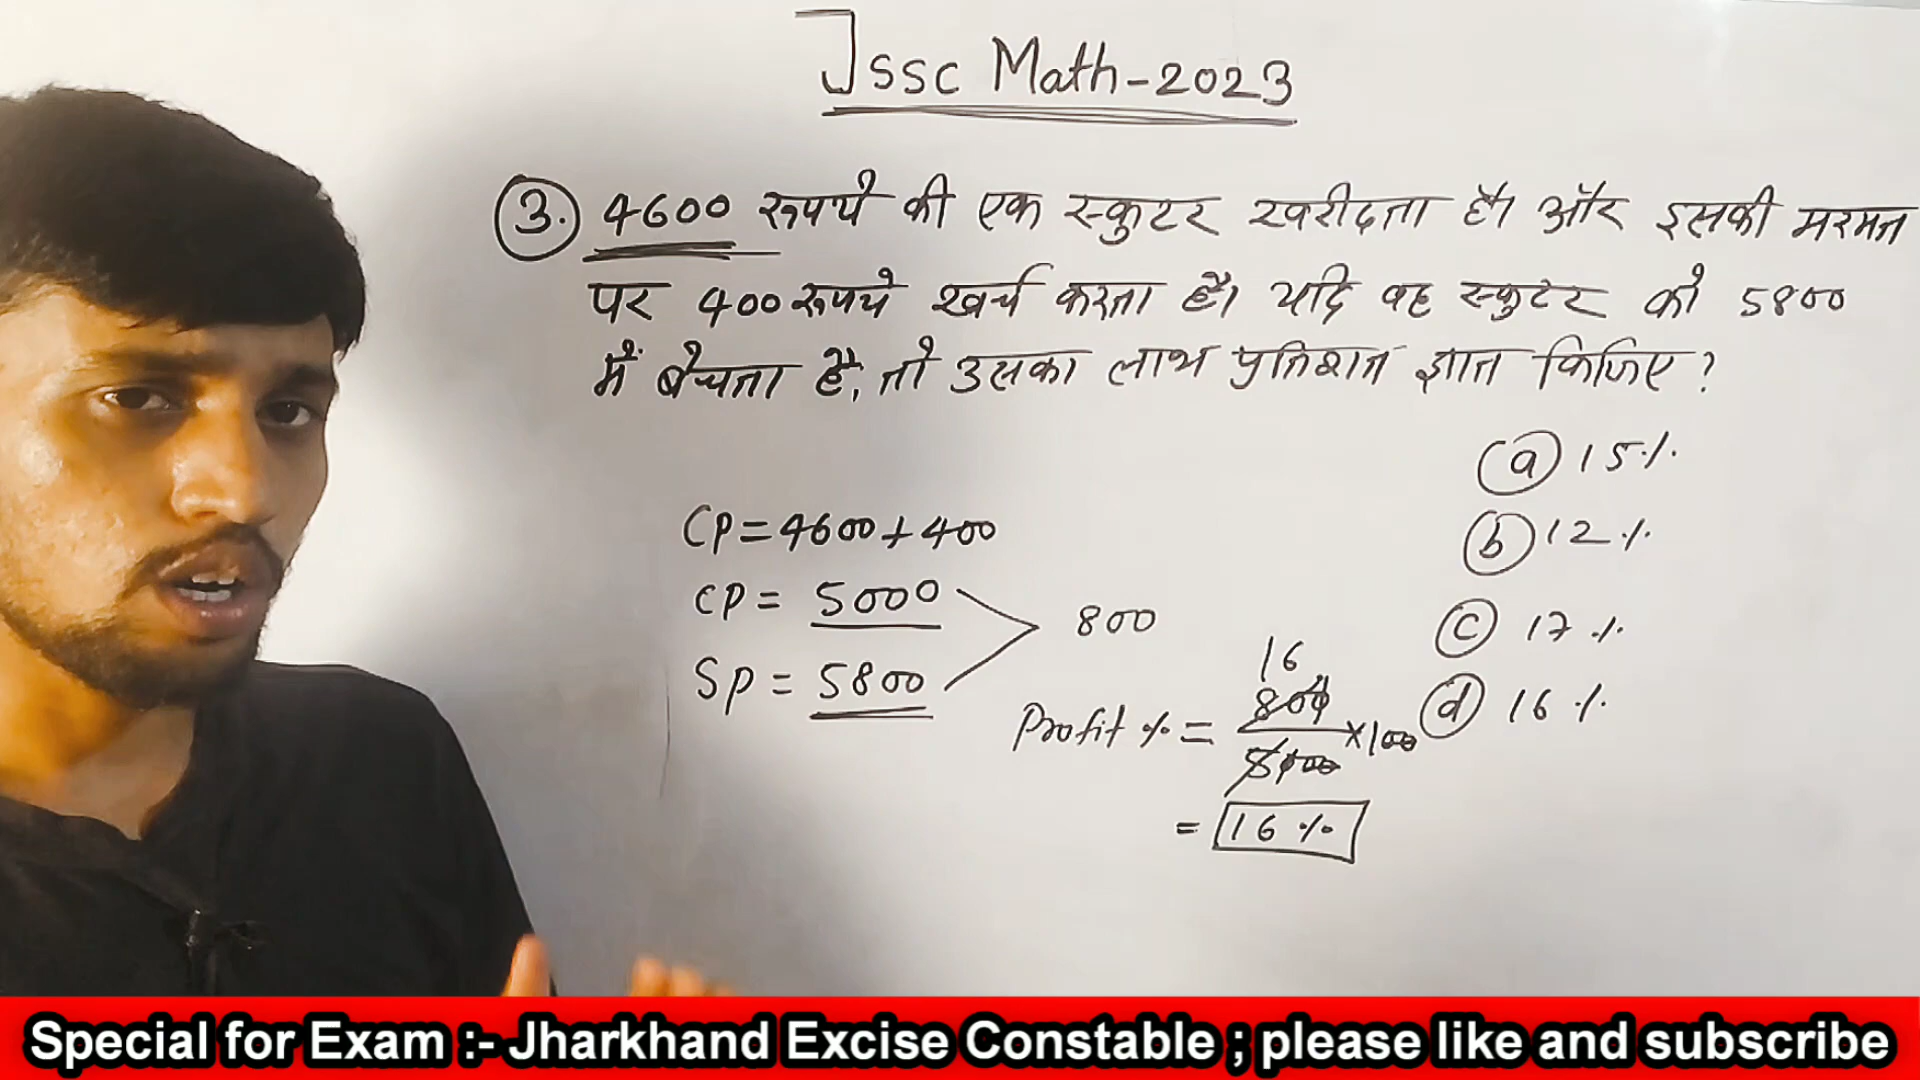 JSSC Math-2023
3. 4600 रूपये की एक स्कुटर खरीदता है। और इसकी मरमत
पर 400 रूपये खर्च करता है। यदि वह स्कुटर को 5800
में बेचता है, तो उसका लाभ प्रतिशत ज्ञात किजिए?
(a) 15%
(b) 12%
(c) 17%
(d) 16%
CP = 4600 + 400
CP = 5000
SP = 5800
800
16
Profit % = 800/5000 × 100
= 16%
Special for Exam :- Jharkhand Excise Constable ; please like and subscribe